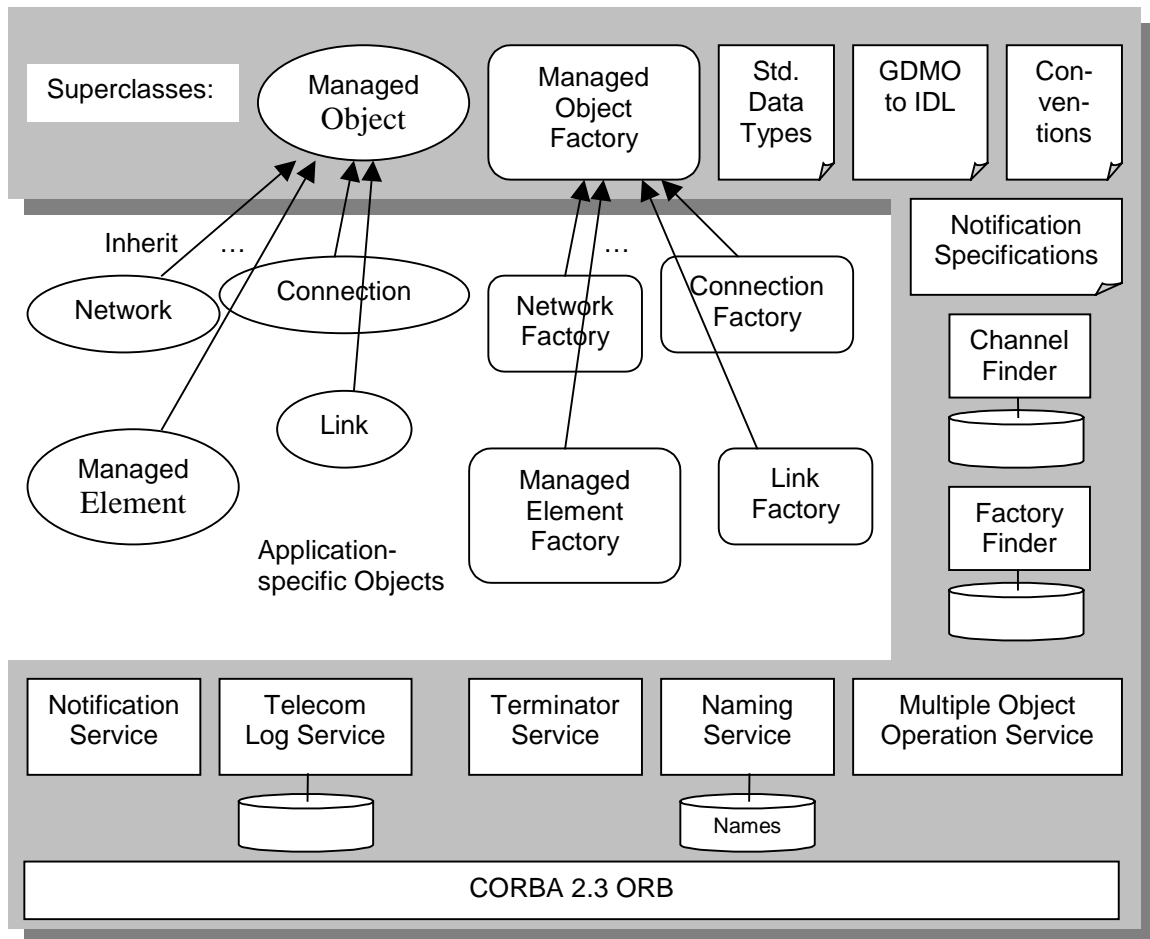 Superclasses:
Managed
Object
Managed
Object
Factory
Std.
Data
Types
GDMO
to IDL
Con-
ven-
tions
Notification
Specifications
Inherit
…
…
Network
Connection
Network
Factory
Connection
Factory
Channel
Finder
Link
Managed
Element
Managed
Element
Factory
Link
Factory
Factory
Finder
Application-
specific Objects
Notification
Service
Telecom
Log Service
Terminator
Service
Naming
Service
Multiple Object
Operation Service
Names
CORBA 2.3 ORB